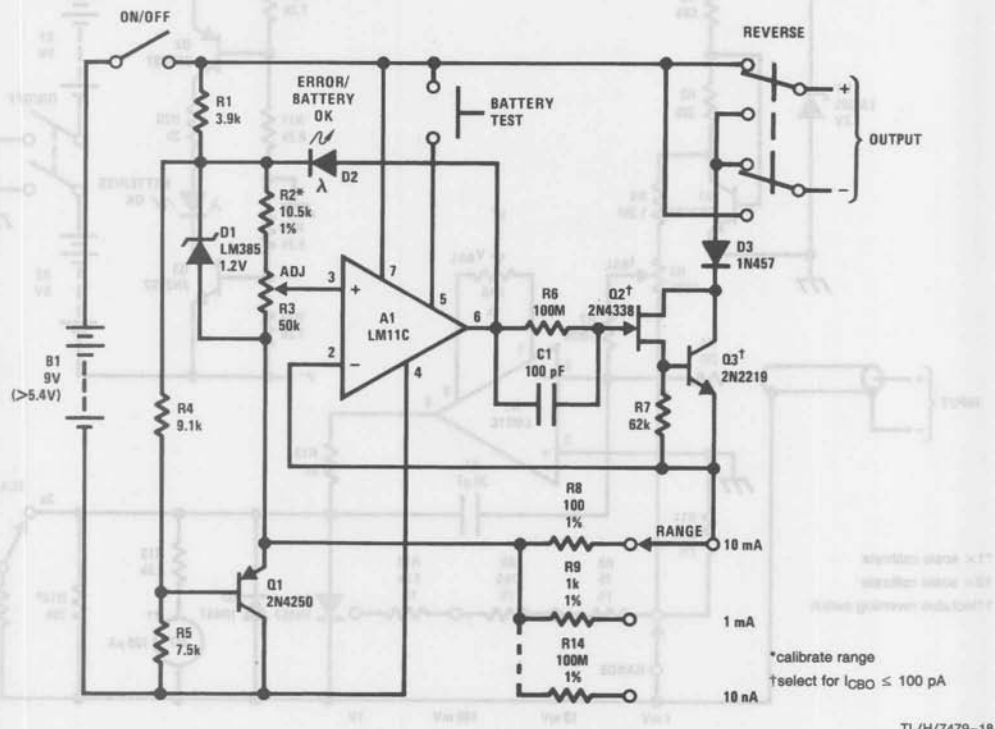 ON/OFF
REVERSE
ERROR/
BATTERY
OK
BATTERY
TEST
R1
3.9k
+
OUTPUT
−
D2
λ
R2*
10.5k
1%
D1
LM385
1.2V
D3
1N457
ADJ
3
+
7
5
R3
50k
A1
LM11C
6
R6
100M
Q2†
2N4338
2
−
4
C1
100 pF
Q3†
2N2219
B1
9V
(>5.4V)
R4
9.1k
R7
62k
R8
100
1%
RANGE
10 mA
R9
1k
1%
1 mA
Q1
2N4250
R5
7.5k
R14
100M
1%
10 nA
*calibrate range
†select for ICBO ≤ 100 pA
TL/H/7479–18